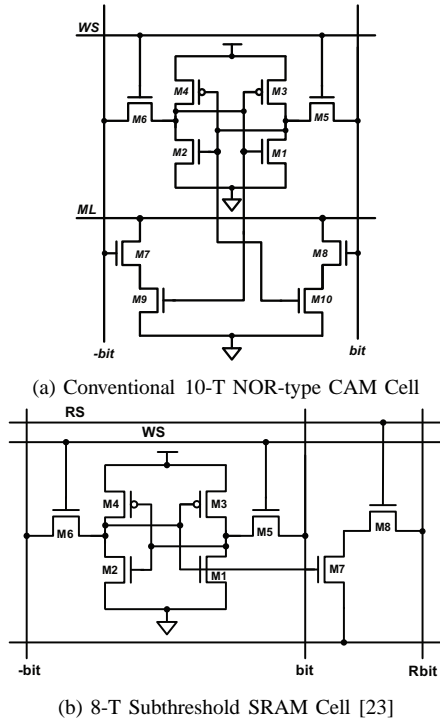 WS
M4
M3
M6
M5
M2
M1
ML
M7
M8
M9
M10
-bit
bit
(a) Conventional 10-T NOR-type CAM Cell
RS
WS
M4
M3
M6
M5
M8
M2
M1
M7
-bit
bit
Rbit
(b) 8-T Subthreshold SRAM Cell [23]